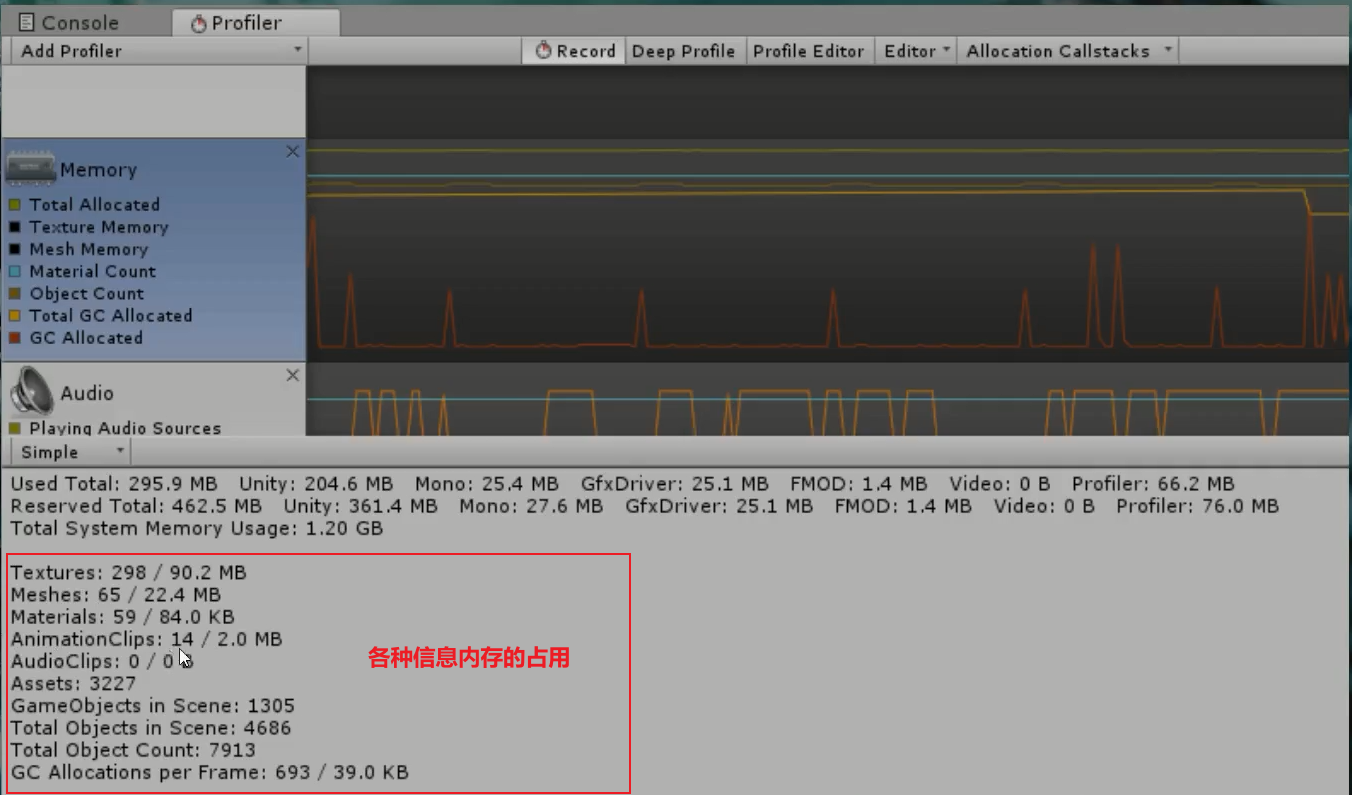 Console Profiler
Add Profiler Record Deep Profile Profile Editor Editor Allocation Callstacks
Memory
Total Allocated
Texture Memory
Mesh Memory
Material Count
Object Count
Total GC Allocated
GC Allocated
Audio
Playing Audio Sources
Simple
Used Total: 295.9 MB Unity: 204.6 MB Mono: 25.4 MB GfxDriver: 25.1 MB FMOD: 1.4 MB Video: 0 B Profiler: 66.2 MB
Reserved Total: 462.5 MB Unity: 361.4 MB Mono: 27.6 MB GfxDriver: 25.1 MB FMOD: 1.4 MB Video: 0 B Profiler: 76.0 MB
Total System Memory Usage: 1.20 GB
Textures: 298 / 90.2 MB
Meshes: 65 / 22.4 MB
Materials: 59 / 84.0 KB
AnimationClips: 14 / 2.0 MB
各种信息内存的占用
AudioClips: 0 / 0
Assets: 3227
GameObjects in Scene: 1305
Total Objects in Scene: 4686
Total Object Count: 7913
GC Allocations per Frame: 693 / 39.0 KB